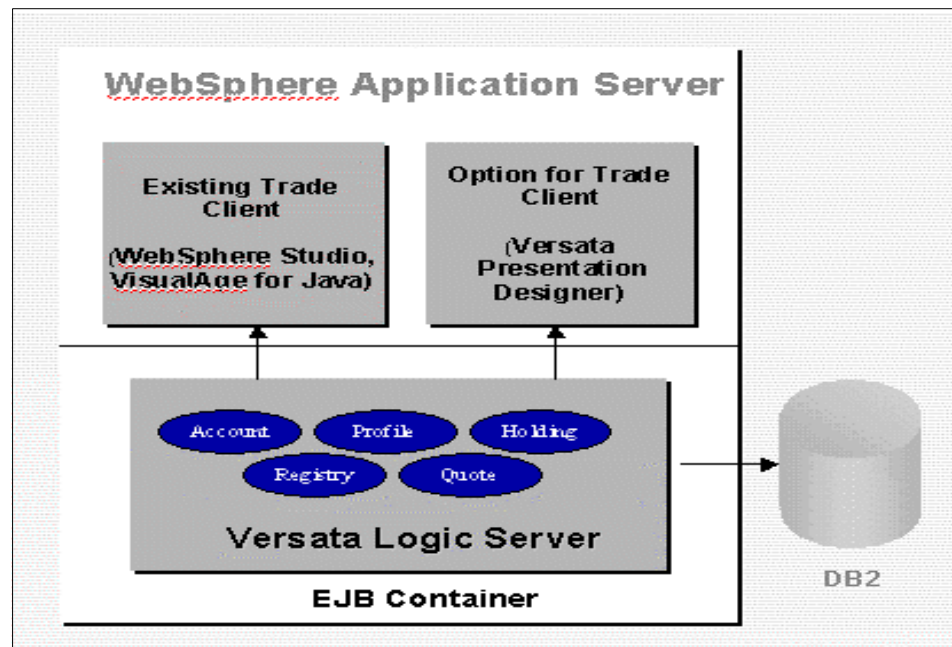 WebSphere Application Server
Existing Trade
Client
(WebSphere Studio,
VisualAge for Java)
Option for Trade
Client
(Versata
Presentation
Designer)
Account
Profile
Holding
Registry
Quote
Versata Logic Server
EJB Container
DB2